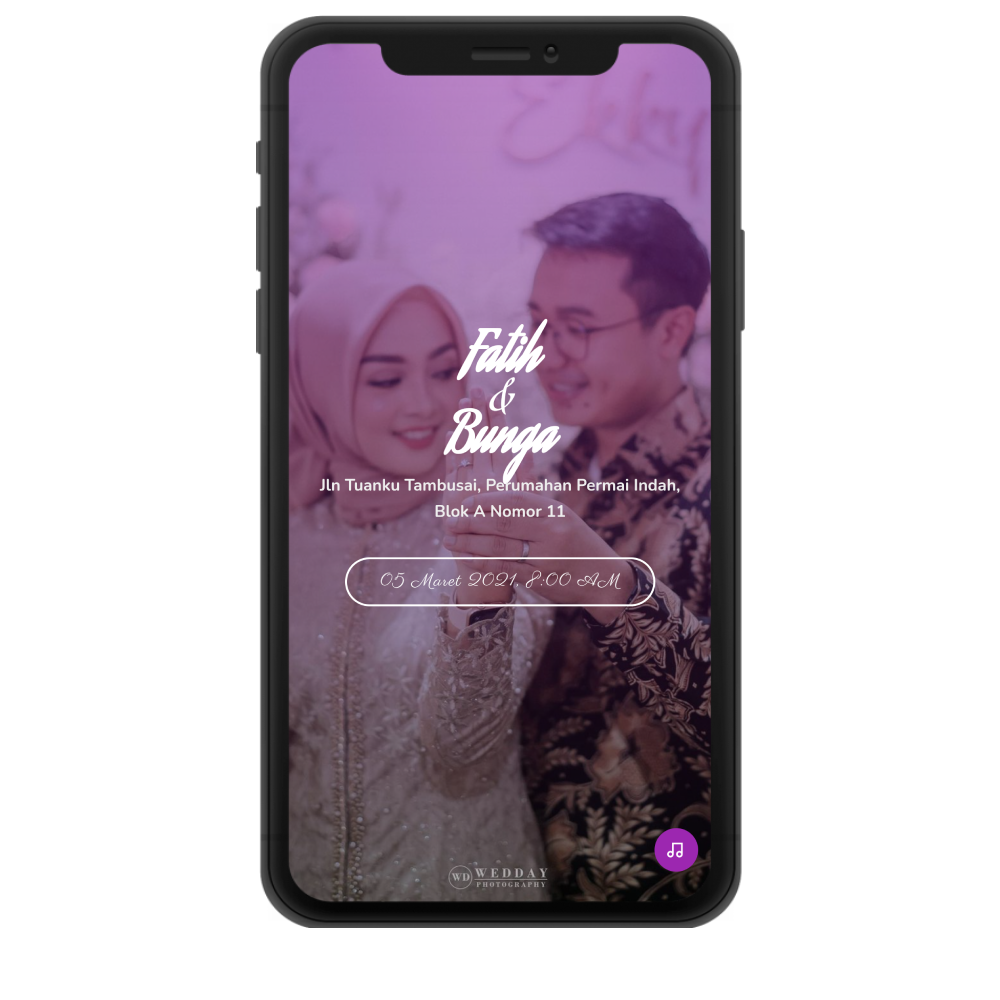 Fatih
&
Bunga
Jln Tuanku Tambusai, Perumahan Permai Indah,
Blok A Nomor 11
05 Maret 2021, 8:00 AM
WD WEDDAY
PHOTOGRAPHY